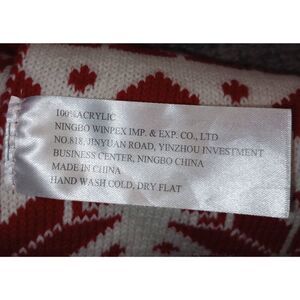 100%ACRYLIC
NINGBO WINPEX IMP. & EXP. CO., LTD
NO.818, JINYUAN ROAD, YINZHOU INVESTMENT
BUSINESS CENTER, NINGBO CHINA
MADE IN CHINA
HAND WASH COLD, DRY FLAT